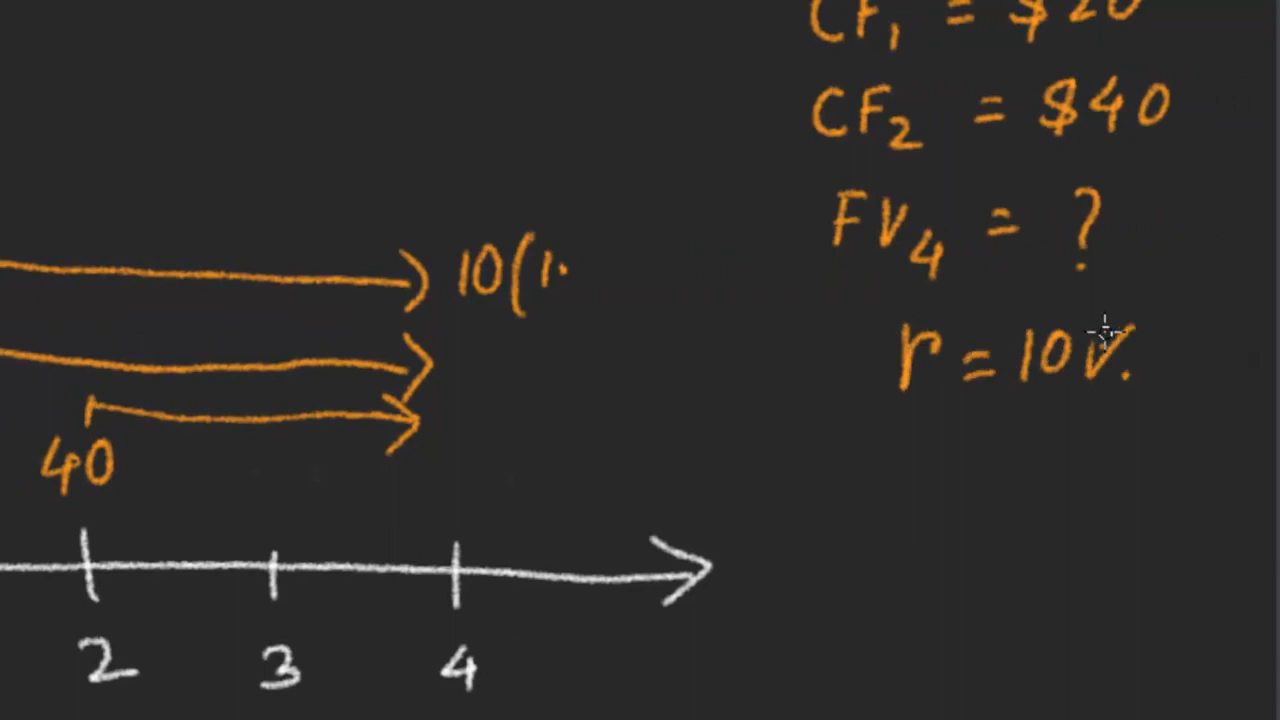 CF₁ = $20
CF₂ = $40
FV₄ = ?
10(1.
r = 10%
40
2 3 4